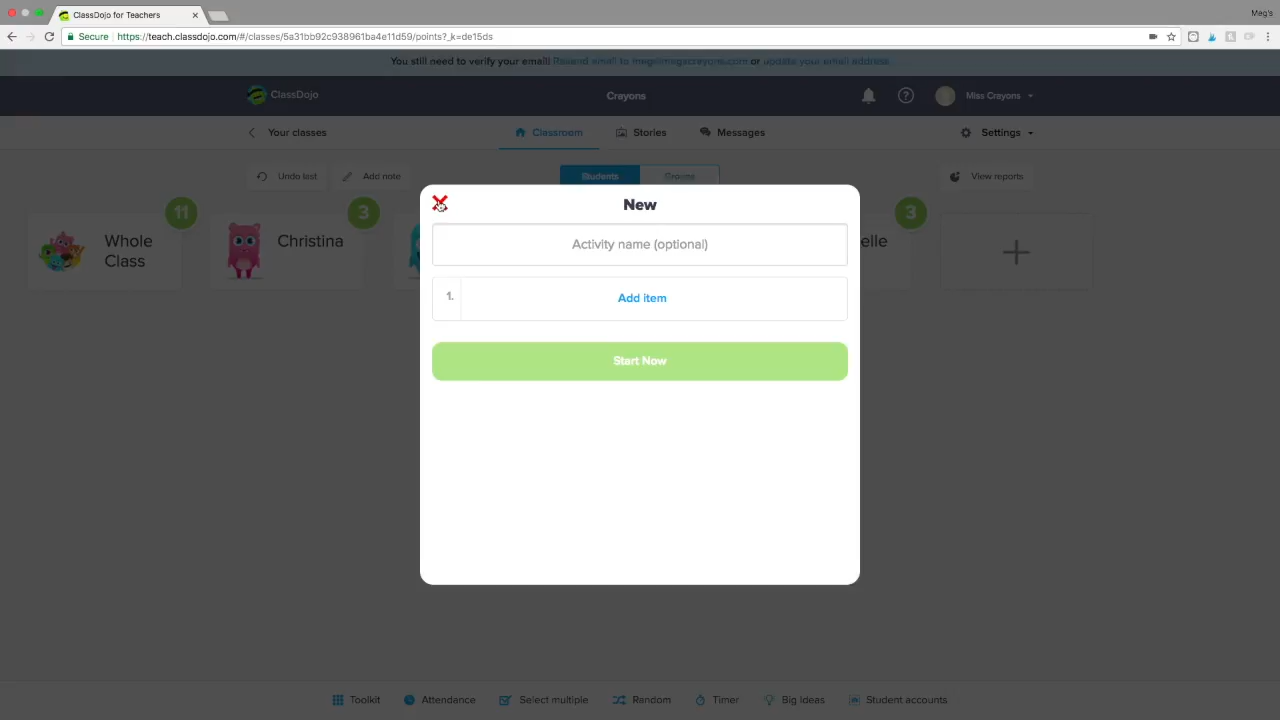 ClassDojo for Teachers
Meg's
Secure https://teach.classdojo.com/#/classes/5a31bb92c938961ba4e11d59/points?_k=de15ds
You still need to verify your email! Resend email to meg@megscrayons.com or update your email address
ClassDojo
Crayons
Miss Crayons
Your classes
Classroom
Stories
Messages
Settings
Undo last
Add note
Students
Groups
View reports
New
11
3
3
Whole
Class
Christina
elle
Activity name (optional)
1.
Add item
Start Now
Toolkit
Attendance
Select multiple
Random
Timer
Big Ideas
Student accounts